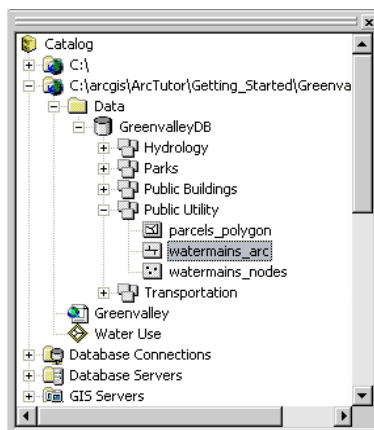 Catalog
C:\
C:\arcgis\ArcTutor\Getting_Started\Greenva
Data
GreenvalleyDB
Hydrology
Parks
Public Buildings
Public Utility
parcels_polygon
watermains_arc
watermains_nodes
Transportation
Greenvalley
Water Use
Database Connections
Database Servers
GIS Servers